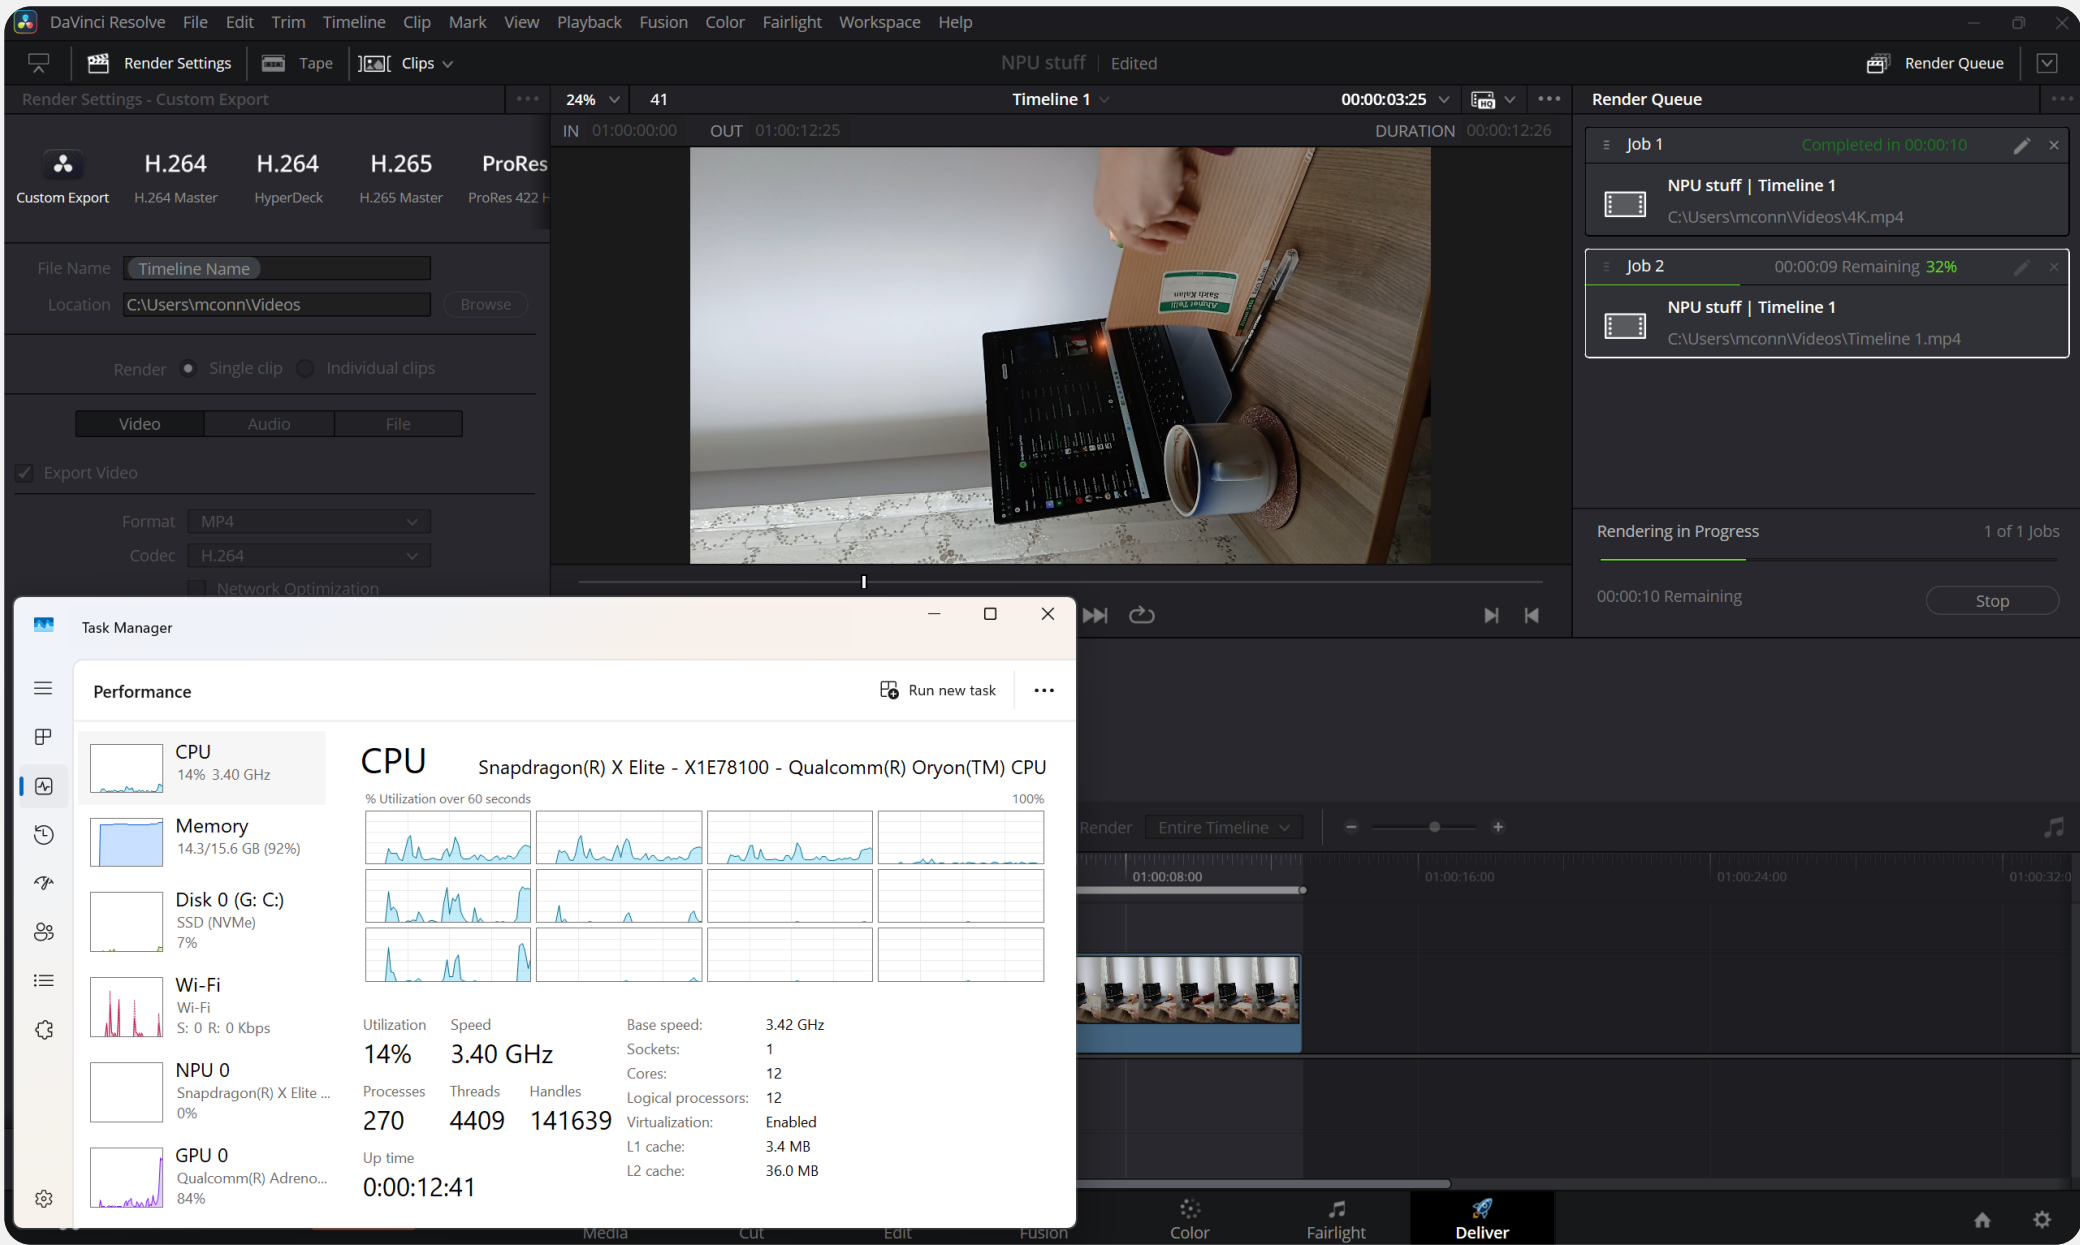 DaVinci Resolve File Edit Trim Timeline Clip Mark View Playback Fusion Color Fairlight Workspace Help
Render Settings Tape Clips NPU stuff Edited Render Queue
Render Settings - Custom Export 24% 41 Timeline 1 00:00:03:25 HQ Render Queue
IN 01:00:00:00 OUT 01:00:12:25 DURATION 00:00:12:26
H.264 H.264 H.265 ProRes
Custom Export H.264 Master HyperDeck H.265 Master ProRes 422 H
File Name Timeline Name
Location C:\Users\mconn\Videos Browse
Render Single clip Individual clips
Video Audio File
Export Video
Format MP4
Codec H.264
Network Optimization
Job 1 Completed in 00:00:10
NPU stuff | Timeline 1
C:\Users\mconn\Videos\4K.mp4
Job 2 00:00:09 Remaining 32%
NPU stuff | Timeline 1
C:\Users\mconn\Videos\Timeline 1.mp4
Rendering in Progress 1 of 1 Jobs
00:00:10 Remaining Stop
Ahmet Telli
Saklı Kalan
Task Manager
Performance Run new task
CPU
14% 3.40 GHz
Memory
14.3/15.6 GB (92%)
Disk 0 (G: C:)
SSD (NVMe)
7%
Wi-Fi
Wi-Fi
S: 0 R: 0 Kbps
NPU 0
Snapdragon(R) X Elite ...
0%
GPU 0
Qualcomm(R) Adreno...
84%
CPU Snapdragon(R) X Elite - X1E78100 - Qualcomm(R) Oryon(TM) CPU
% Utilization over 60 seconds 100%
Utilization Speed
14% 3.40 GHz
Processes Threads Handles
270 4409 141639
Up time
0:00:12:41
Base speed: 3.42 GHz
Sockets: 1
Cores: 12
Logical processors: 12
Virtualization: Enabled
L1 cache: 3.4 MB
L2 cache: 36.0 MB
Render Entire Timeline
01:00:08:00 01:00:16:00 01:00:24:00 01:00:32:0
Media Cut Edit Fusion Color Fairlight Deliver